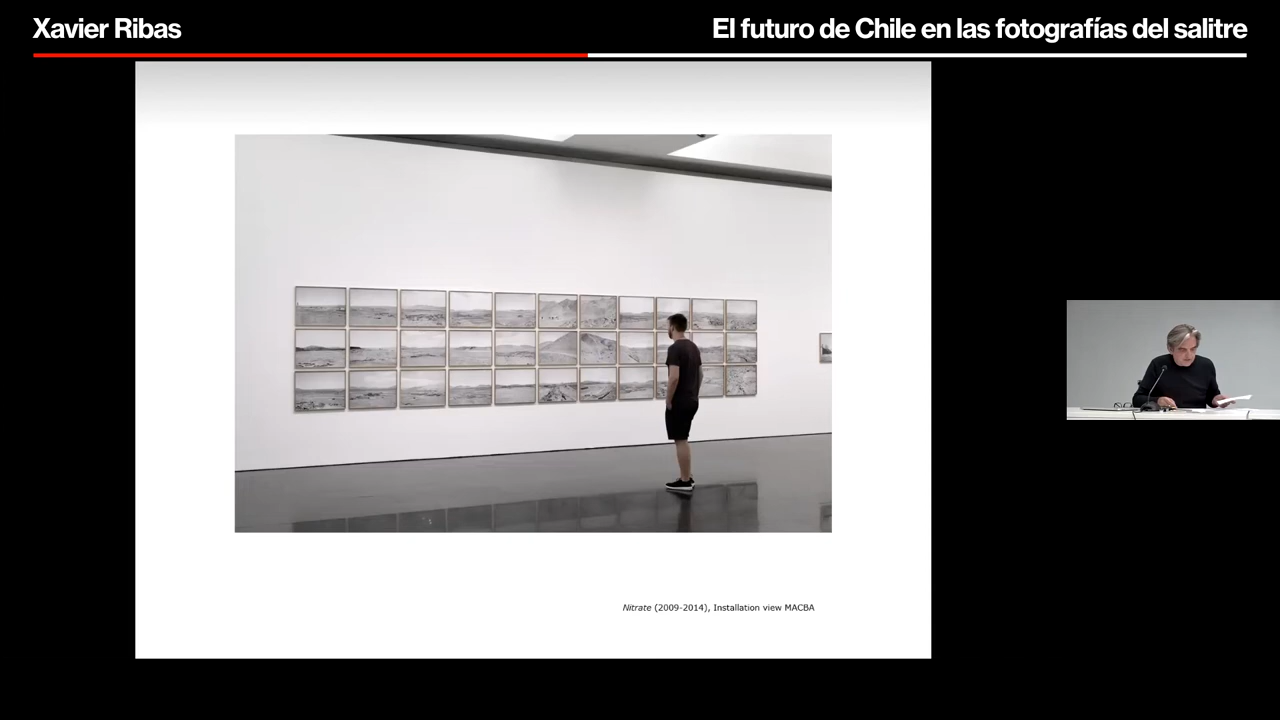 Xavier Ribas
El futuro de Chile en las fotografías del salitre
Nitrate (2009-2014), Installation view MACBA